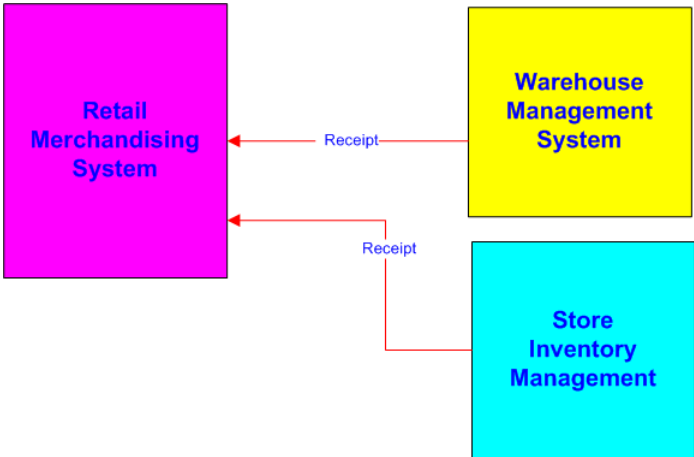 Retail
Merchandising
System
Receipt
Warehouse
Management
System
Receipt
Store
Inventory
Management